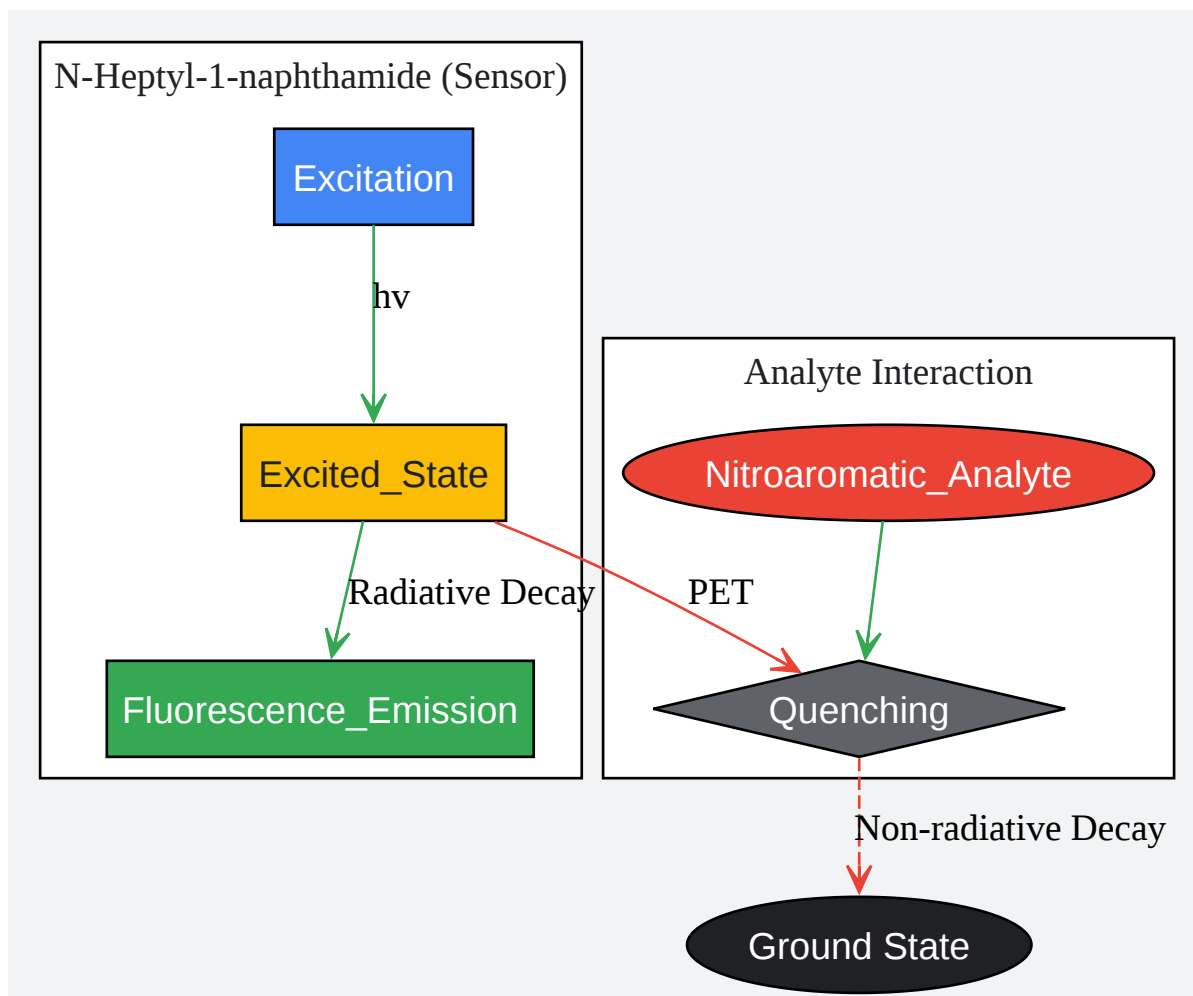 N-Heptyl-1-naphthamide (Sensor)
Excitation
hv
Analyte Interaction
Excited_State
Nitroaromatic_Analyte
Radiative Decay
PET
Fluorescence_Emission
Quenching
Non-radiative Decay
Ground State